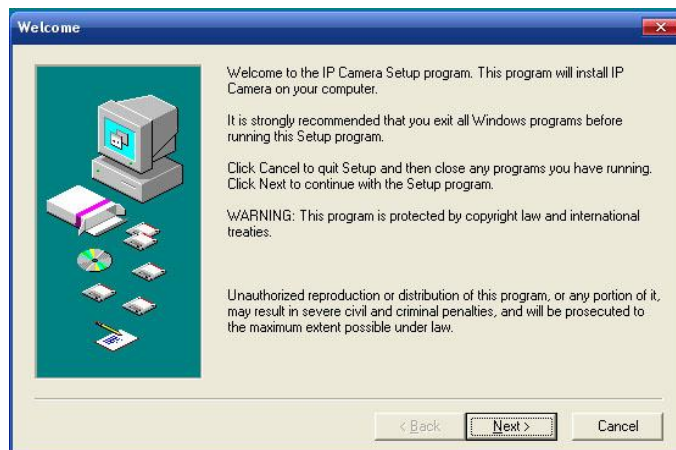 Welcome
Welcome to the IP Camera Setup program. This program will install IP
Camera on your computer.
It is strongly recommended that you exit all Windows programs before
running this Setup program.
Click Cancel to quit Setup and then close any programs you have running.
Click Next to continue with the Setup program.
WARNING: This program is protected by copyright law and international
treaties.
Unauthorized reproduction or distribution of this program, or any portion of it,
may result in severe civil and criminal penalties, and will be prosecuted to
the maximum extent possible under law.
< Back Next > Cancel